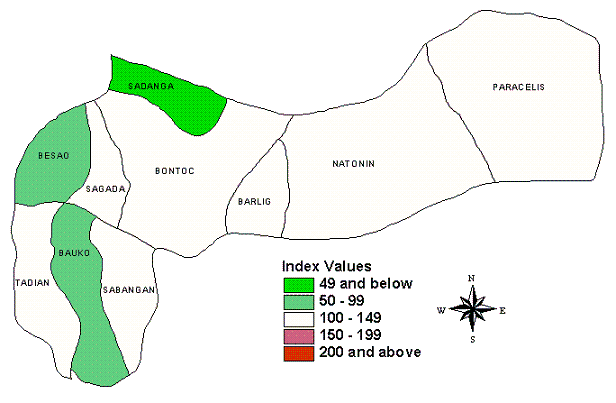 SADANGA
PARACELIS
BESAO
SAGADA
BONTOC
NATONIN
BARLIG
BAUKO
TADIAN
SABANGAN
Index Values
49 and below
50 - 99
100 - 149
150 - 199
200 and above
N
W E
S